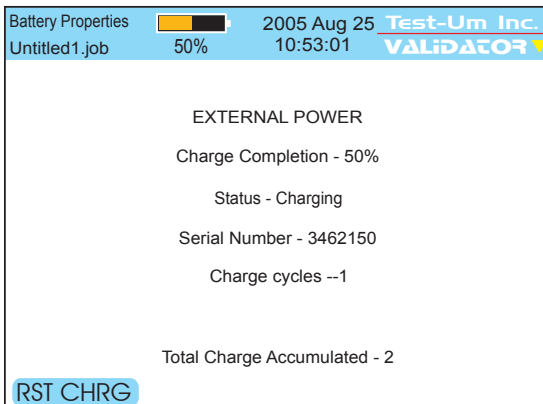 Battery Properties
Untitled1.job
50%
2005 Aug 25
10:53:01
Test-Um Inc.
VALiDATOR
EXTERNAL POWER
Charge Completion - 50%
Status - Charging
Serial Number - 3462150
Charge cycles --1
Total Charge Accumulated - 2
RST CHRG